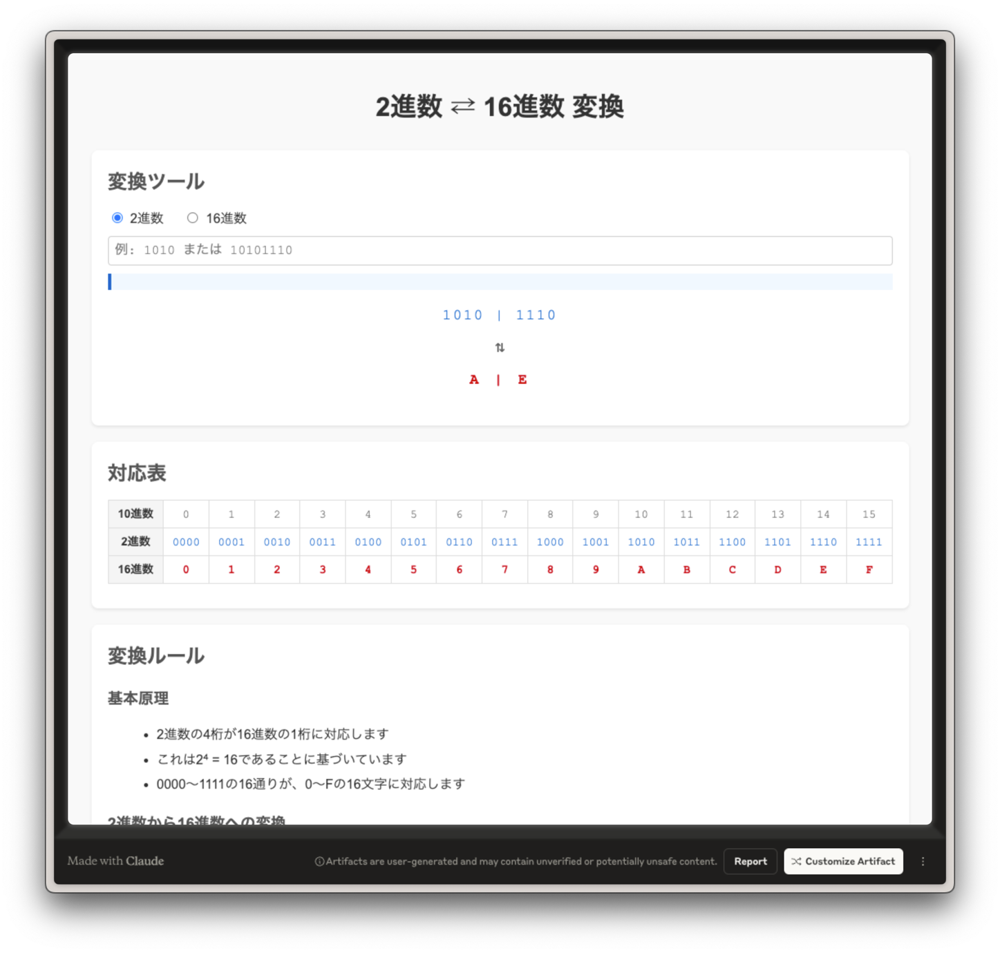 2進数 ⇄ 16進数 変換
変換ツール
2進数 16進数
例: 1010 または 10101110
1010 | 1110
⇅
A | E
対応表
10進数 0 1 2 3 4 5 6 7 8 9 10 11 12 13 14 15
2進数 0000 0001 0010 0011 0100 0101 0110 0111 1000 1001 1010 1011 1100 1101 1110 1111
16進数 0 1 2 3 4 5 6 7 8 9 A B C D E F
変換ルール
基本原理
• 2進数の4桁が16進数の1桁に対応します
• これは2⁴ = 16であることに基づいています
• 0000〜1111の16通りが、0〜Fの16文字に対応します
2進数から16進数への変換
Made with Claude Artifacts are user-generated and may contain unverified or potentially unsafe content. Report Customize Artifact